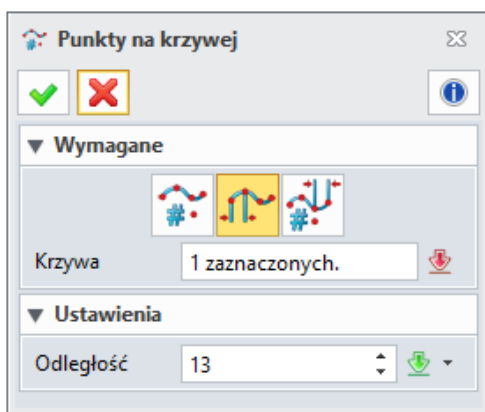 Punkty na krzywej
Wymagane
Krzywa 1 zaznaczonych.
Ustawienia
Odległość 13